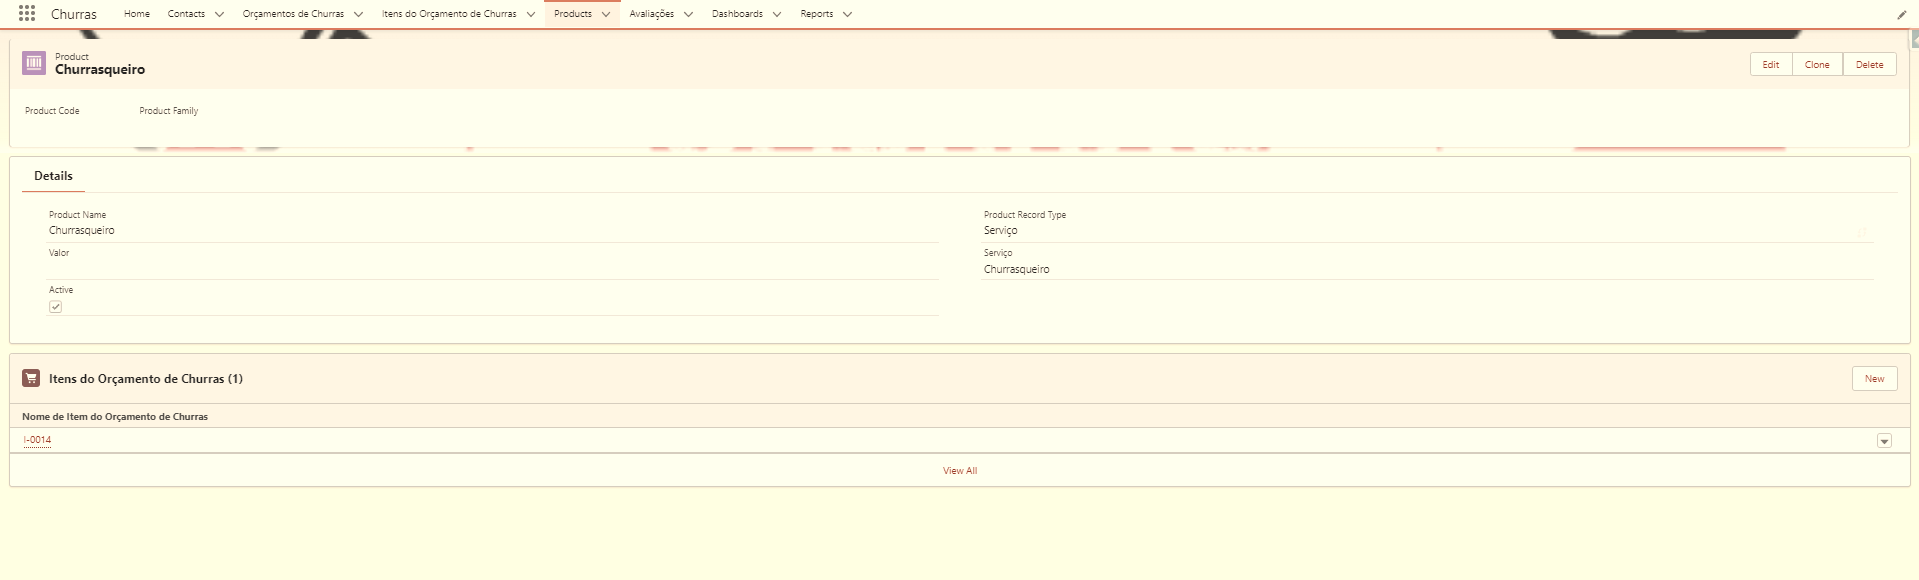 Churras Home Contacts Orçamentos de Churras Itens do Orçamento de Churras Products Avaliações Dashboards Reports
Product
Churrasqueiro
Edit Clone Delete
Product Code Product Family
Details
Product Name Product Record Type
Churrasqueiro Serviço
Valor Serviço
Churrasqueiro
Active
Itens do Orçamento de Churras (1) New
Nome de Item do Orçamento de Churras
I-0014
View All